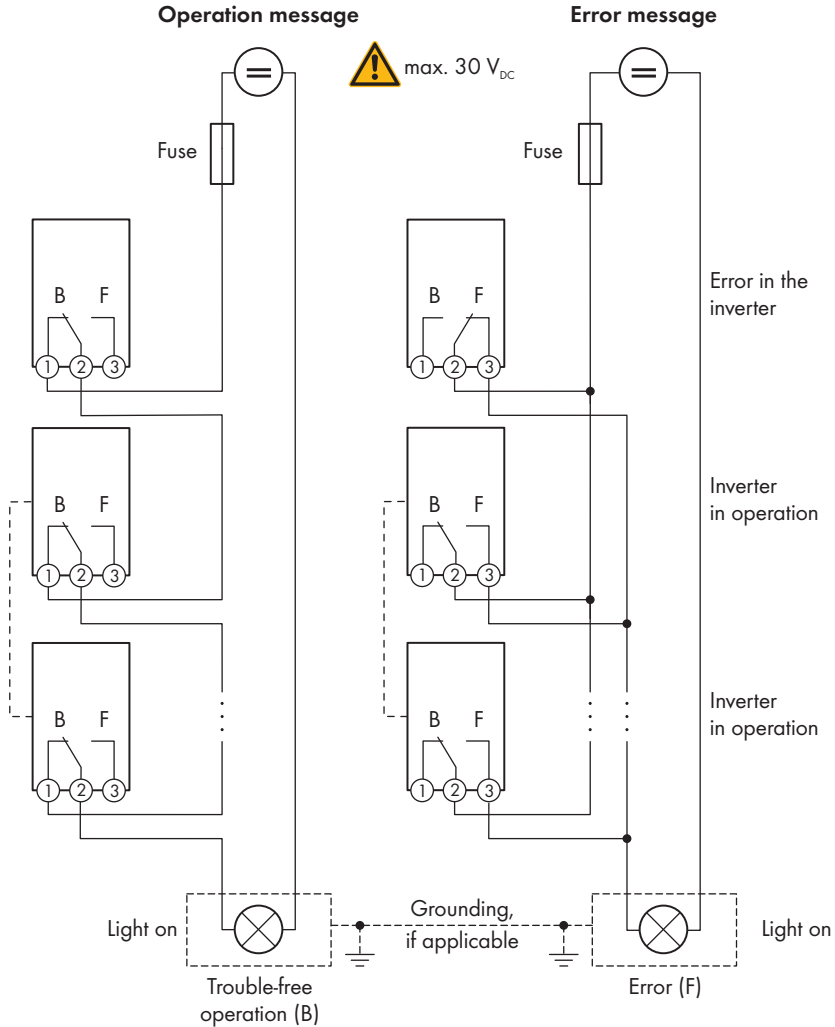 Operation message
Error message
max. 30 V_DC
Fuse
Fuse
B F
1 2 3
B F
1 2 3
Error in the
inverter
B F
1 2 3
B F
1 2 3
Inverter
in operation
B F
1 2 3
B F
1 2 3
Inverter
in operation
Light on
Grounding,
if applicable
Light on
Trouble-free
operation (B)
Error (F)